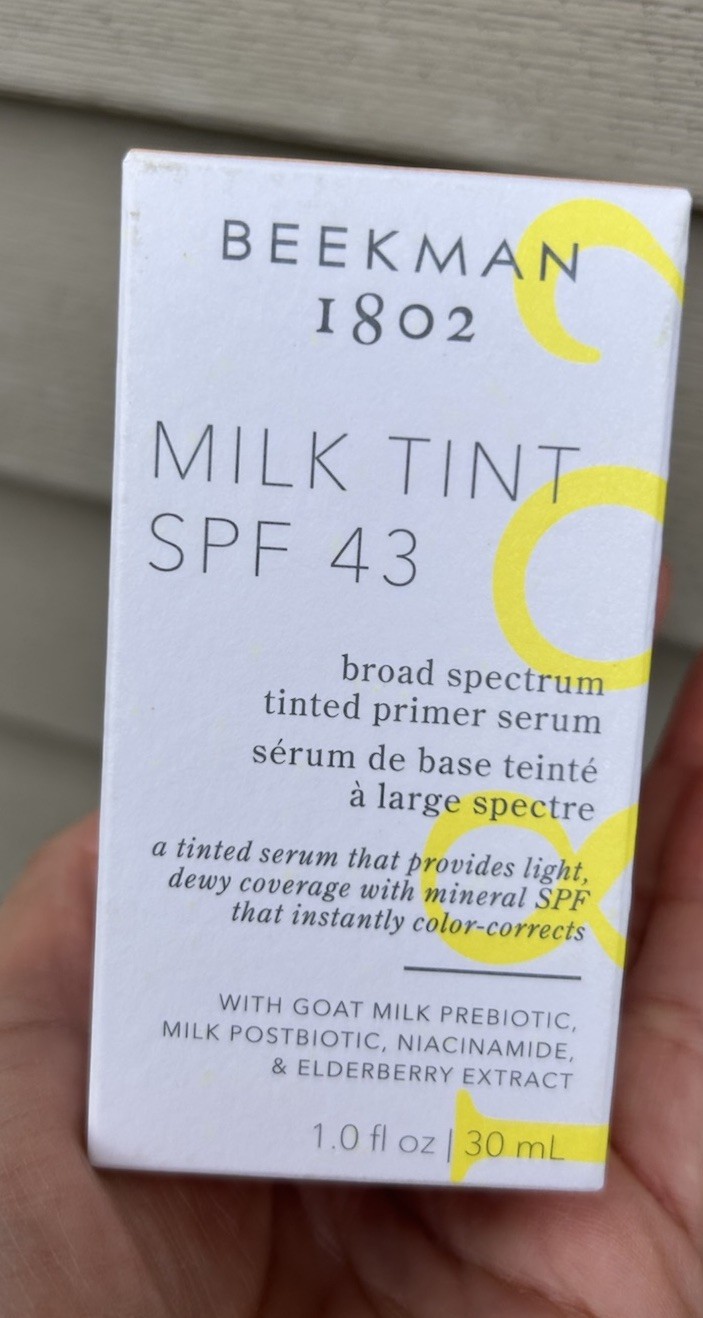 BEEKMAN
1802
MILK TINT
SPF 43
broad spectrum
tinted primer serum
sérum de base teinté
à large spectre
a tinted serum that provides light,
dewy coverage with mineral SPF
that instantly color-corrects
WITH GOAT MILK PREBIOTIC,
MILK POSTBIOTIC, NIACINAMIDE,
& ELDERBERRY EXTRACT
1.0 fl oz | 30 mL